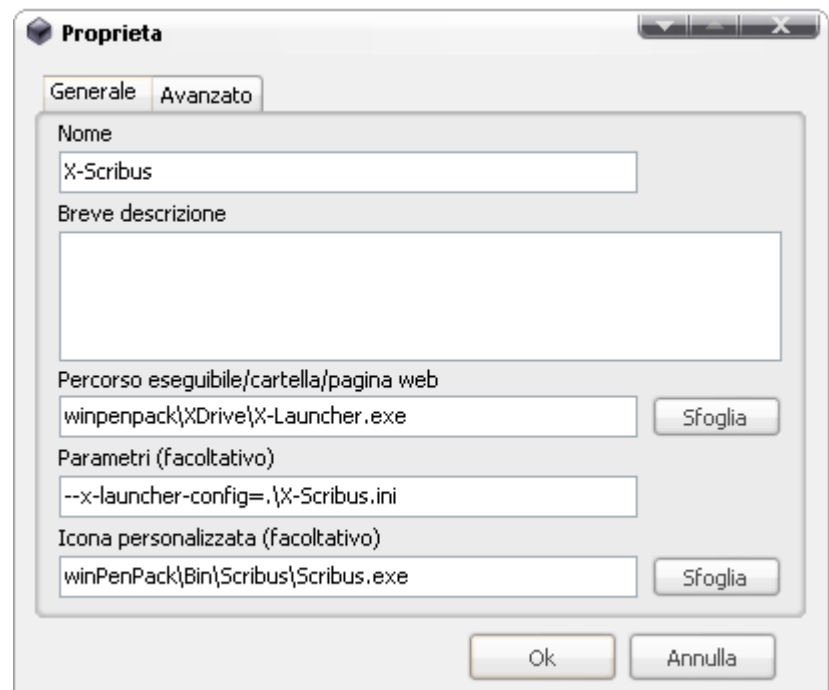 Proprieta
Generale Avanzato
Nome
X-Scribus
Breve descrizione
Percorso eseguibile/cartella/pagina web
winpenpack\XDrive\X-Launcher.exe Sfoglia
Parametri (facoltativo)
--x-launcher-config=.\X-Scribus.ini
Icona personalizzata (facoltativo)
winPenPack\Bin\Scribus\Scribus.exe Sfoglia
Ok Annulla